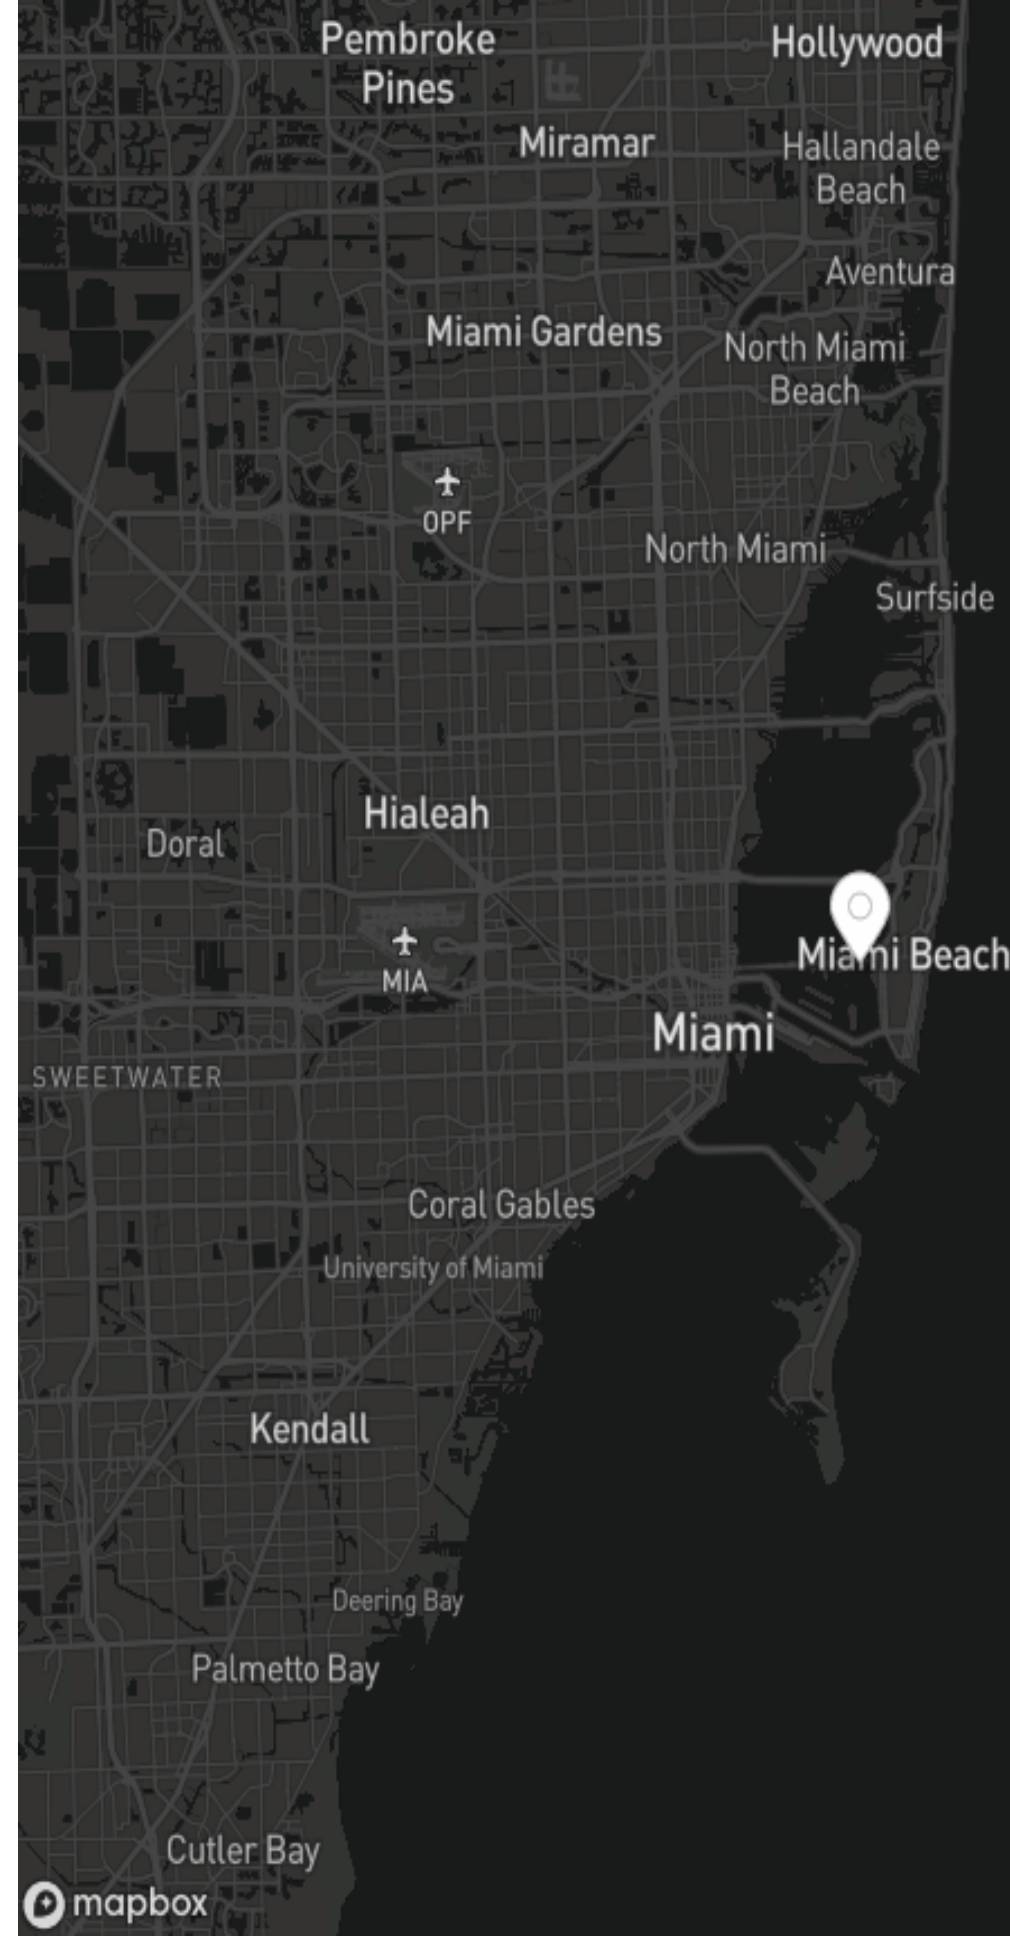 Pembroke
Pines
Hollywood
Miramar
Hallandale
Beach
Aventura
Miami Gardens
North Miami
Beach
OPF
North Miami
Surfside
Hialeah
Doral
MIA
Miami Beach
Miami
SWEETWATER
Coral Gables
University of Miami
Kendall
Deering Bay
Palmetto Bay
Cutler Bay
mapbox